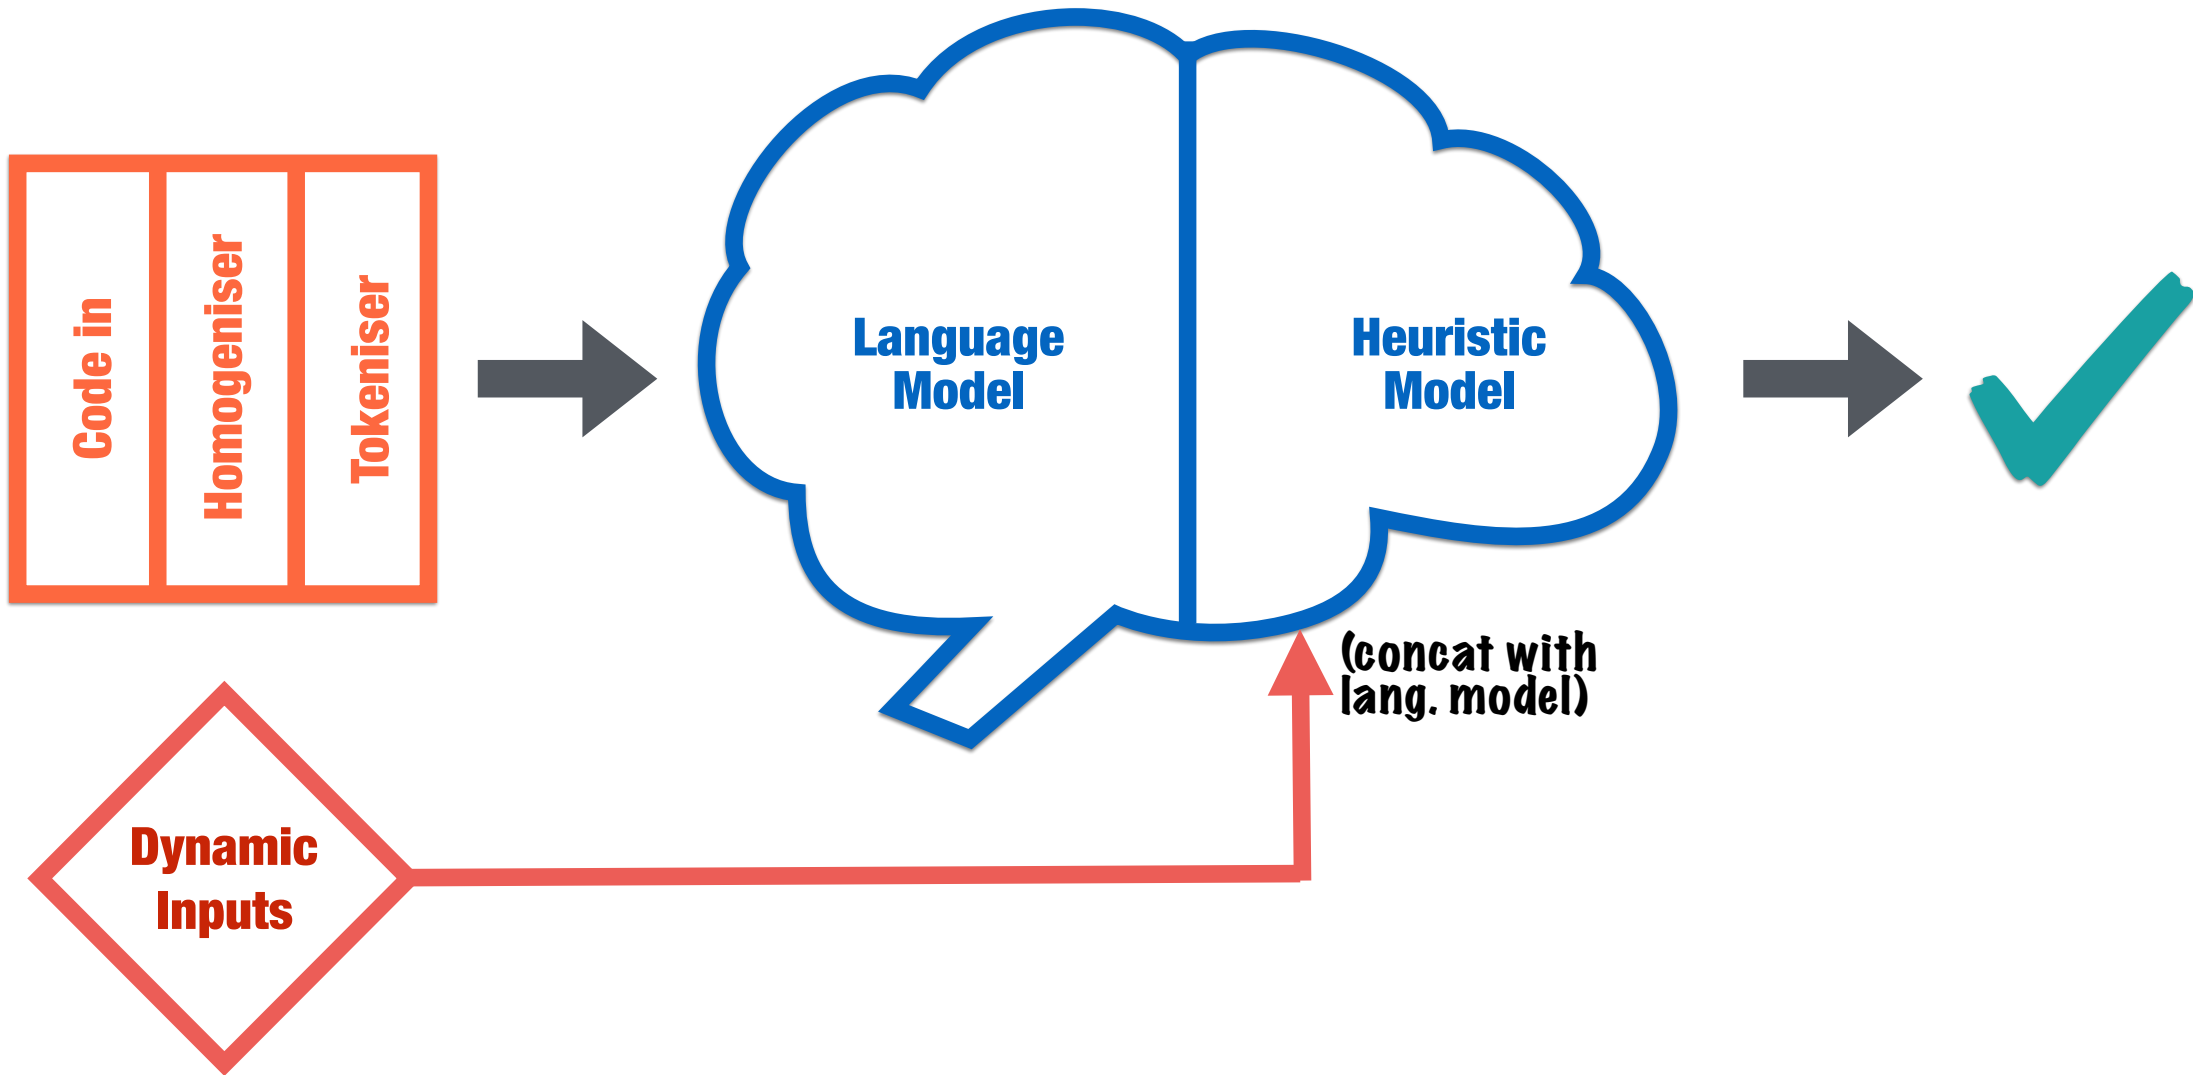 Code in
Homogeniser
Tokeniser
Language
Model
Heuristic
Model
(concat with
lang. model)
Dynamic
Inputs